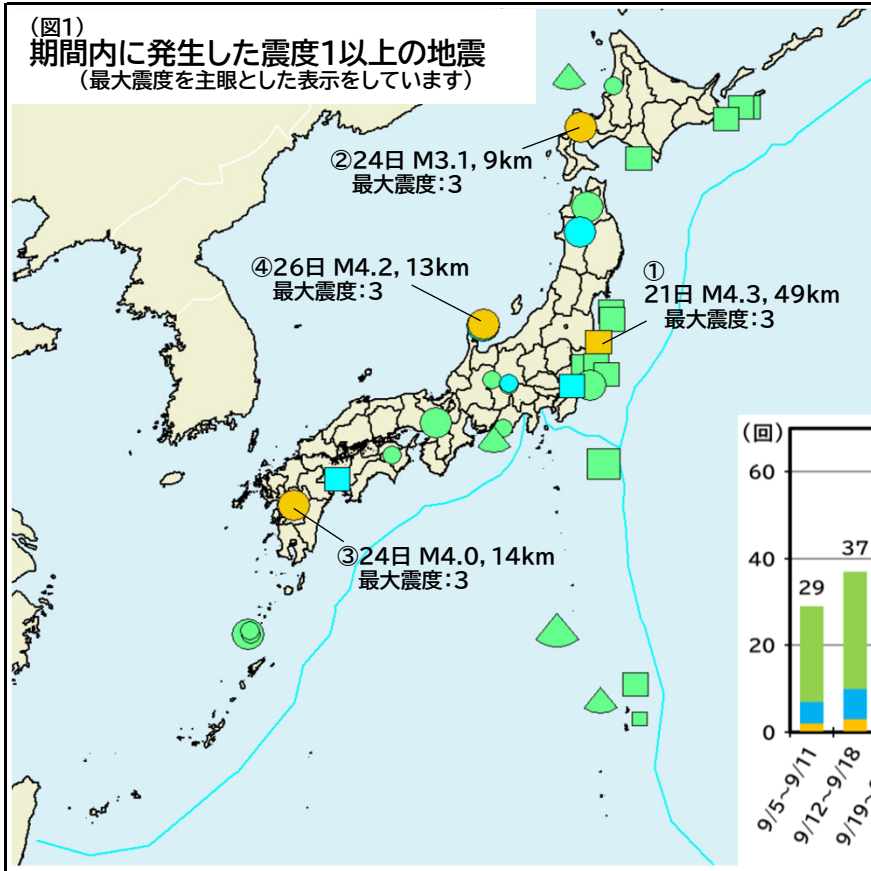 (図1)
期間内に発生した震度1以上の地震
(最大震度を主眼とした表示をしています)
②24日 M3.1, 9km
最大震度:3
④26日 M4.2, 13km
最大震度:3
①
21日 M4.3, 49km
最大震度:3
③24日 M4.0, 14km
最大震度:3
(回)
60
40
20
0
29
37
9/5~9/11
9/12~9/18
9/19~